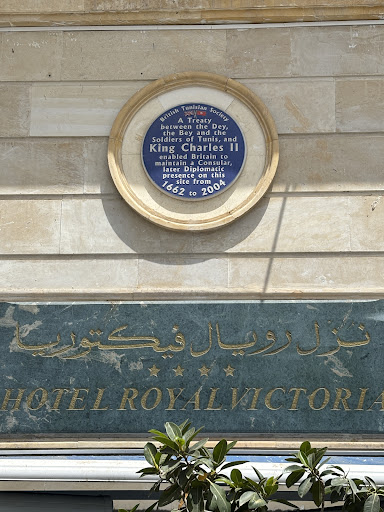 British Tunisian Society
A Treaty
between the Dey,
the Bey and the
Soldiers of Tunis, and
King Charles II
enabled Britain to
maintain a Consular,
later Diplomatic
presence on this
site from
1662 to 2004
نزل رويال فيكتوريا
HOTEL ROYAL VICTORIA